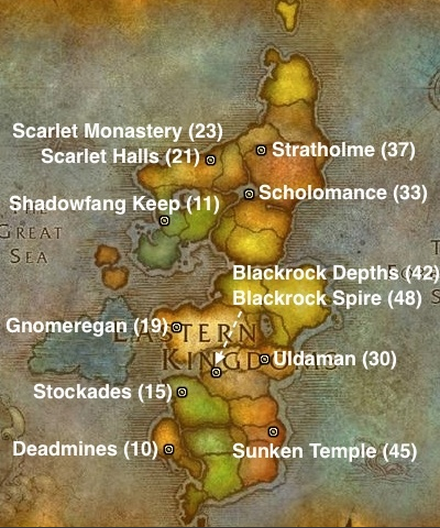 Scarlet Monastery (23)
Scarlet Halls (21)
Stratholme (37)
Scholomance (33)
Shadowfang Keep (11)
THE
GREAT
SEA
Blackrock Depths (42)
Blackrock Spire (48)
Gnomeregan (19)
EASTERN
KINGDOMS
Uldaman (30)
Stockades (15)
Deadmines (10)
Sunken Temple (45)